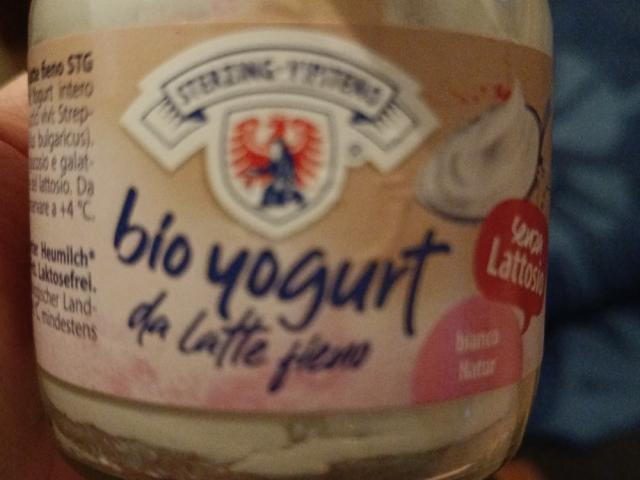 STERZING-VIPITENO
®
bio yogurt
da latte fieno
senza
Lattosio
bianco
Natur
latte fieno STG
Yogurt intero
vivi: Strep-
bulgaricus).
e galat-
lattosio. Da
a +4 °C.
Heumilch*
Laktosefrei.
Land-
mindestens